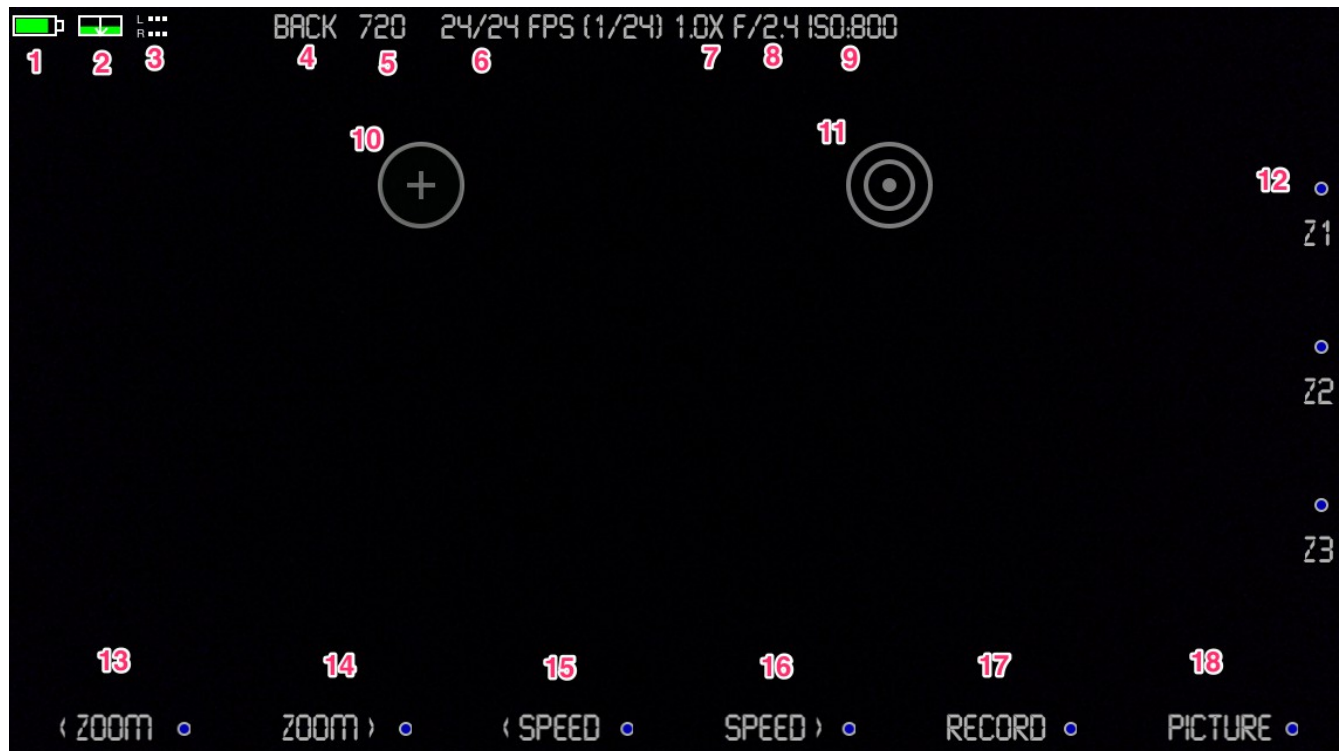 L
R
BACK 720 24/24 FPS (1/24) 1.0X F/2.4 ISO:800
1 2 3 4 5 6 7 8 9
10 11
12
Z1
Z2
Z3
13 14 15 16 17 18
< ZOOM ZOOM > < SPEED SPEED > RECORD PICTURE